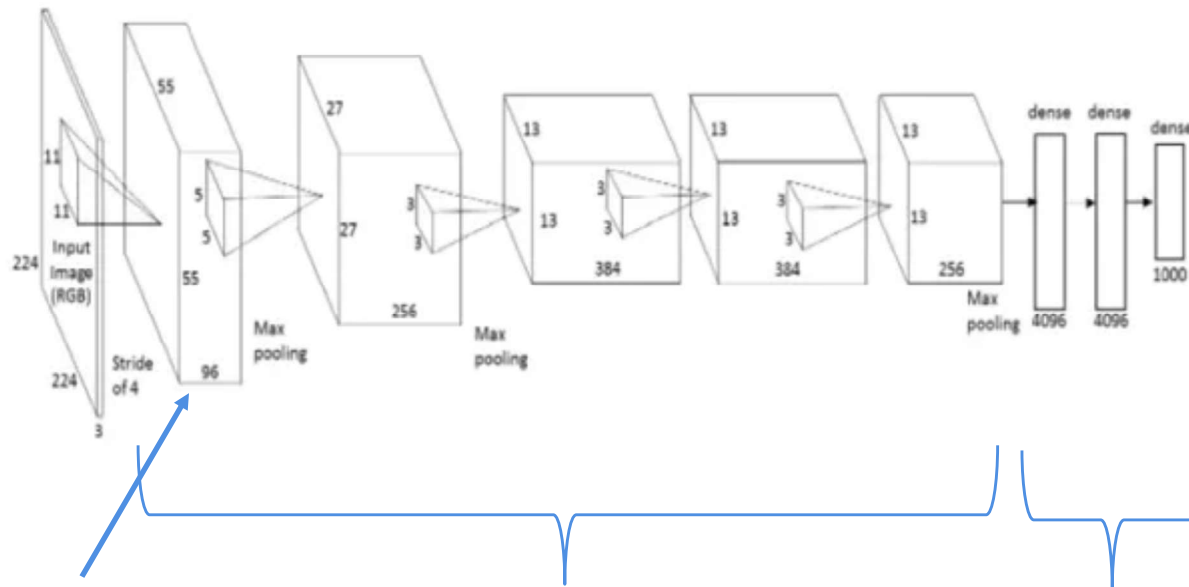 11
11
Input
Image
(RGB)
224
224
3
Stride
of 4
55
55
96
5
5
Max
pooling
27
27
256
3
3
Max
pooling
13
13
384
3
3
13
13
384
3
3
13
13
256
Max
pooling
dense
4096
dense
4096
dense
1000